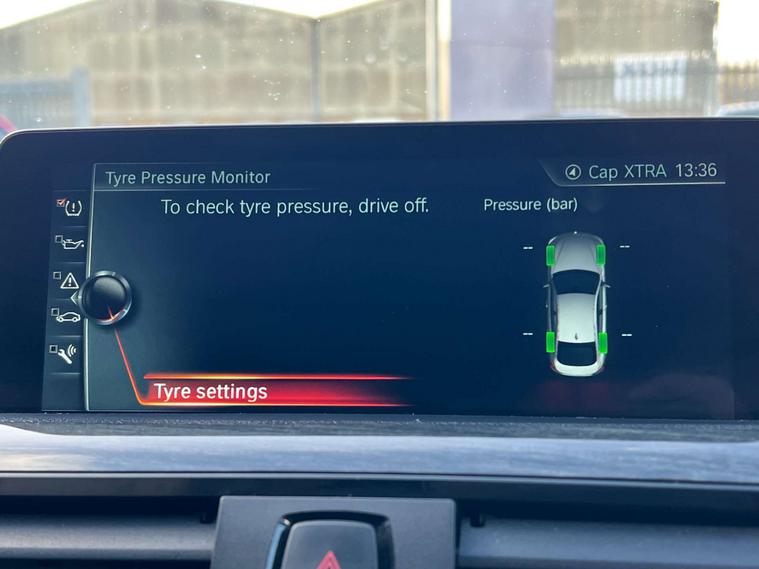 Tyre Pressure Monitor
Cap XTRA 13:36
To check tyre pressure, drive off.
Pressure (bar)
-- --
-- --
Tyre settings